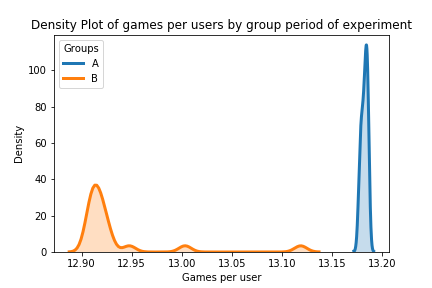 Density Plot of games per users by group period of experiment
Groups
A
B
Density
100
80
60
40
20
0
12.90 12.95 13.00 13.05 13.10 13.15 13.20
Games per user